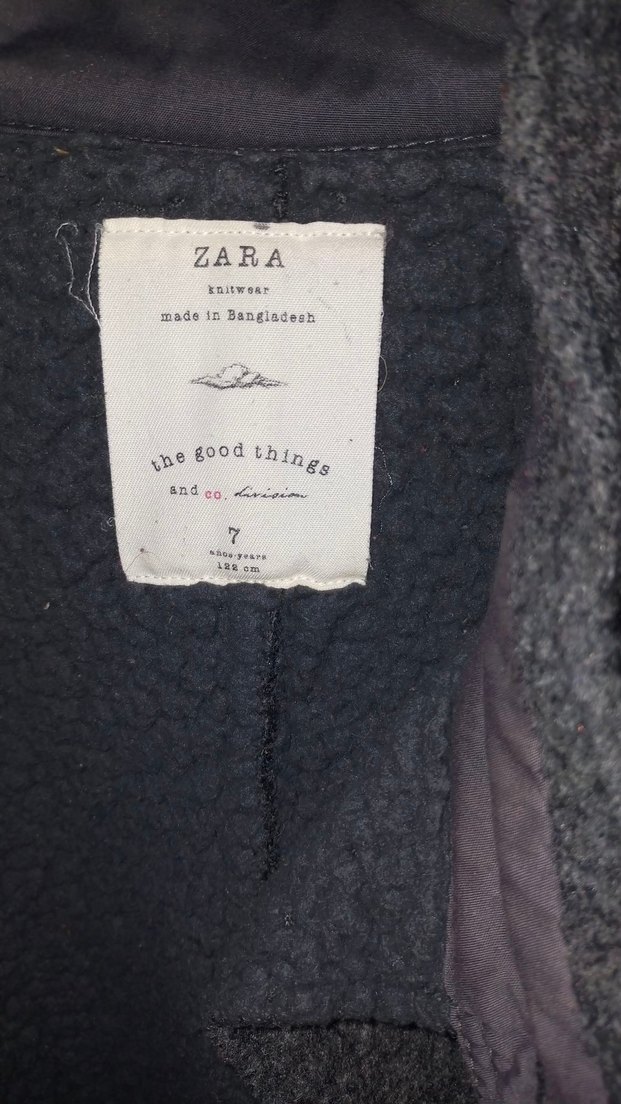 ZARA
knitwear
made in Bangladesh
the good things
and co. division
7
años-years
122 cm